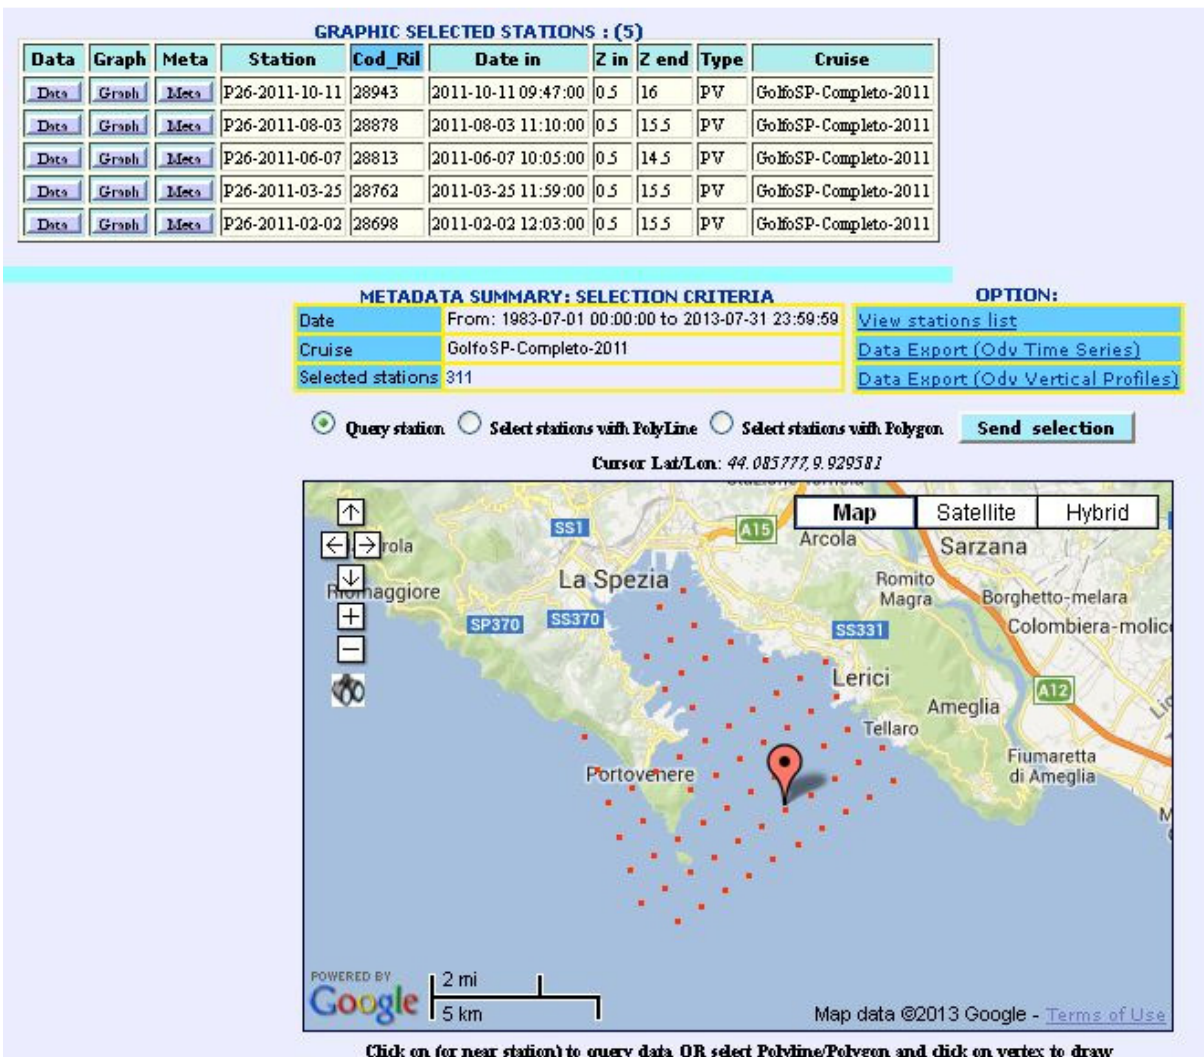 GRAPHIC SELECTED STATIONS : (5)
Data Graph Meta Station Cod_Ril Date in Z in Z end Type Cruise
Data Graph Meta P26-2011-10-11 28943 2011-10-11 09:47:00 0.5 16 PV GolfoSP-Completo-2011
Data Graph Meta P26-2011-08-03 28878 2011-08-03 11:10:00 0.5 15.5 PV GolfoSP-Completo-2011
Data Graph Meta P26-2011-06-07 28813 2011-06-07 10:05:00 0.5 14.5 PV GolfoSP-Completo-2011
Data Graph Meta P26-2011-03-25 28762 2011-03-25 11:59:00 0.5 15.5 PV GolfoSP-Completo-2011
Data Graph Meta P26-2011-02-02 28698 2011-02-02 12:03:00 0.5 15.5 PV GolfoSP-Completo-2011
METADATA SUMMARY: SELECTION CRITERIA OPTION:
Date From: 1983-07-01 00:00:00 to 2013-07-31 23:59:59 View stations list
Cruise GolfoSP-Completo-2011 Data Export (Odv Time Series)
Selected stations 311 Data Export (Odv Vertical Profiles)
Query station Select stations with PolyLine Select stations with Polygon Send selection
Cursor Lat/Lon: 44.085777,9.929581
Map Satellite Hybrid
SS1 A15 Arcola Sarzana
rola
La Spezia Romito
Magra
Riomaggiore Borghetto-melara
SP370 SS370 SS331 Colombiera-molic
Lerici
A12
Ameglia
Tellaro
Fiumaretta
di Ameglia
Portovenere
M
POWERED BY
Google
2 mi
5 km
Map data ©2013 Google - Terms of Use
Click on (or near station) to query data OR select Polyline/Polygon and click on vertex to draw